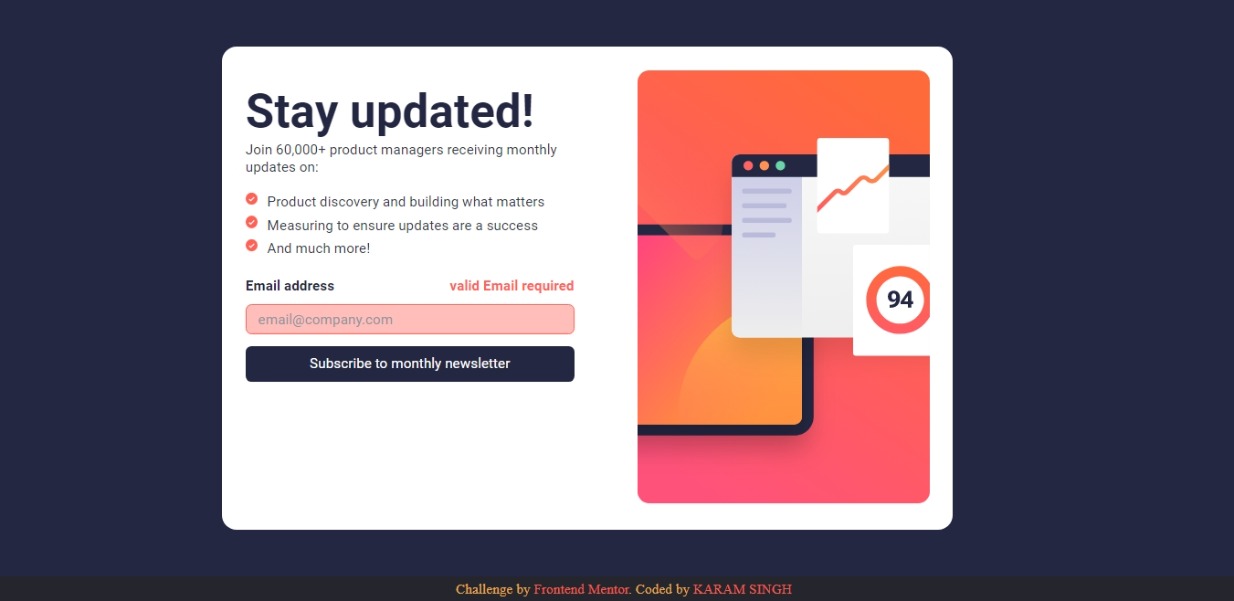 Stay updated!
Join 60,000+ product managers receiving monthly
updates on:
Product discovery and building what matters
Measuring to ensure updates are a success
And much more!
Email address
valid Email required
email@company.com
Subscribe to monthly newsletter
94
Challenge by Frontend Mentor. Coded by KARAM SINGH